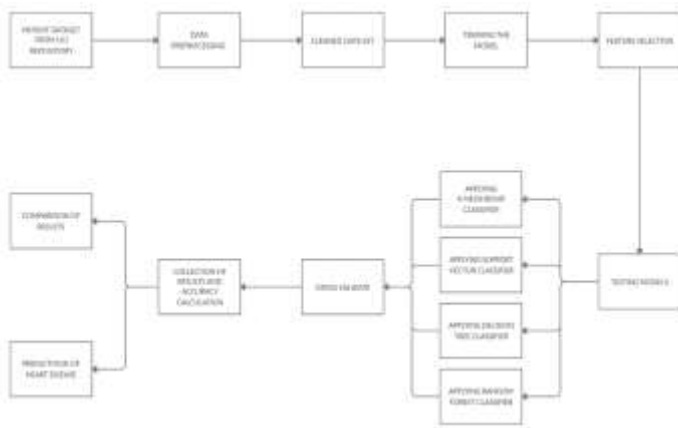 PATIENT DATASET
FROM UCI
REPOSITORY
DATA
PREPROCESSING
CLEANED DATA SET
TRAINING THE
MODEL
FEATURE SELECTION
APPLYING
K-NEIGHBOUR
CLASSIFIER
COMPARISON OF
RESULTS
APPLYING SUPPORT
VECTOR CLASSIFIER
COLLECTION OF
RESULTS AND
ACCURACY
CALCULATION
TESTING MODELS
APPLYING DECISION
TREE CLASSIFIER
PREDICTION OF
HEART DISEASE
APPLYING RANDOM
FOREST CLASSIFIER